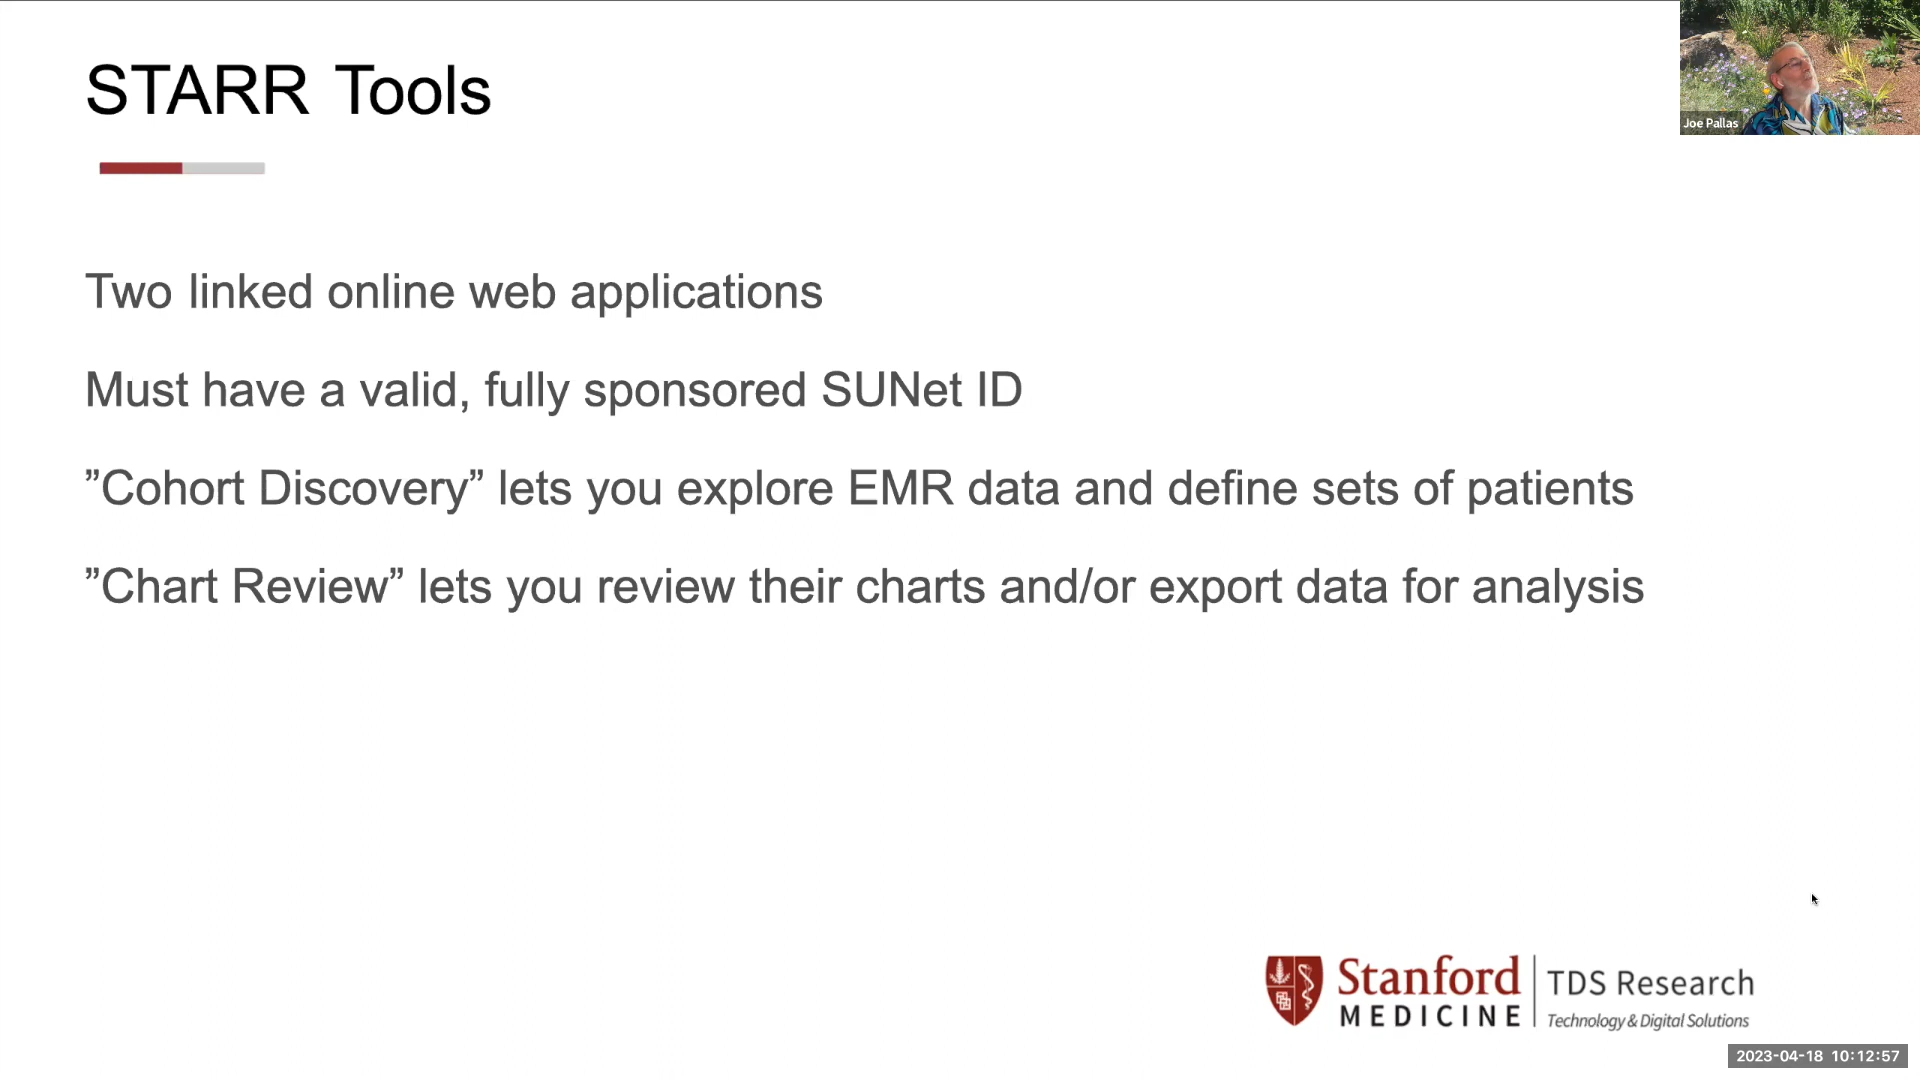 STARR Tools
Joe Pallas
Two linked online web applications
Must have a valid, fully sponsored SUNet ID
”Cohort Discovery” lets you explore EMR data and define sets of patients
”Chart Review” lets you review their charts and/or export data for analysis
Stanford
MEDICINE
TDS Research
Technology & Digital Solutions
2023-04-18 10:12:57